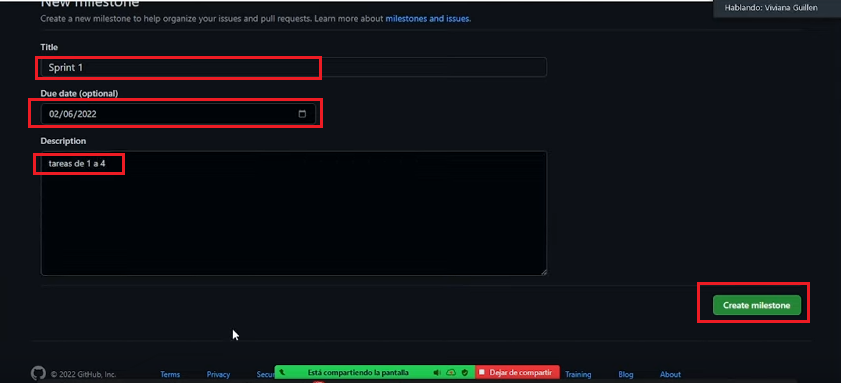 New milestone
Hablando: Viviana Guillen
Create a new milestone to help organize your issues and pull requests. Learn more about milestones and issues.
Title
Sprint 1
Due date (optional)
02/06/2022
Description
tareas de 1 a 4
Create milestone
© 2022 GitHub, Inc.
Terms
Privacy
Secu
Está compartiendo la pantalla
Dejar de compartir
Training
Blog
About